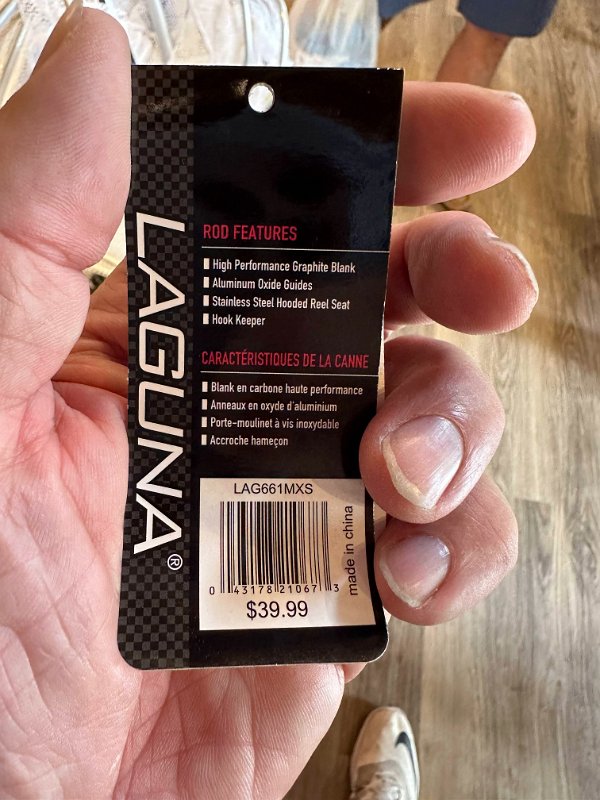 LAGUNA®
ROD FEATURES
High Performance Graphite Blank
Aluminum Oxide Guides
Stainless Steel Hooded Reel Seat
Hook Keeper
CARACTÉRISTIQUES DE LA CANNE
Blank en carbone haute performance
Anneaux en oxyde d'aluminium
Porte-moulinet à vis inoxydable
Accroche hameçon
LAG661MXS
made in china
0 43178 21067 3
$39.99